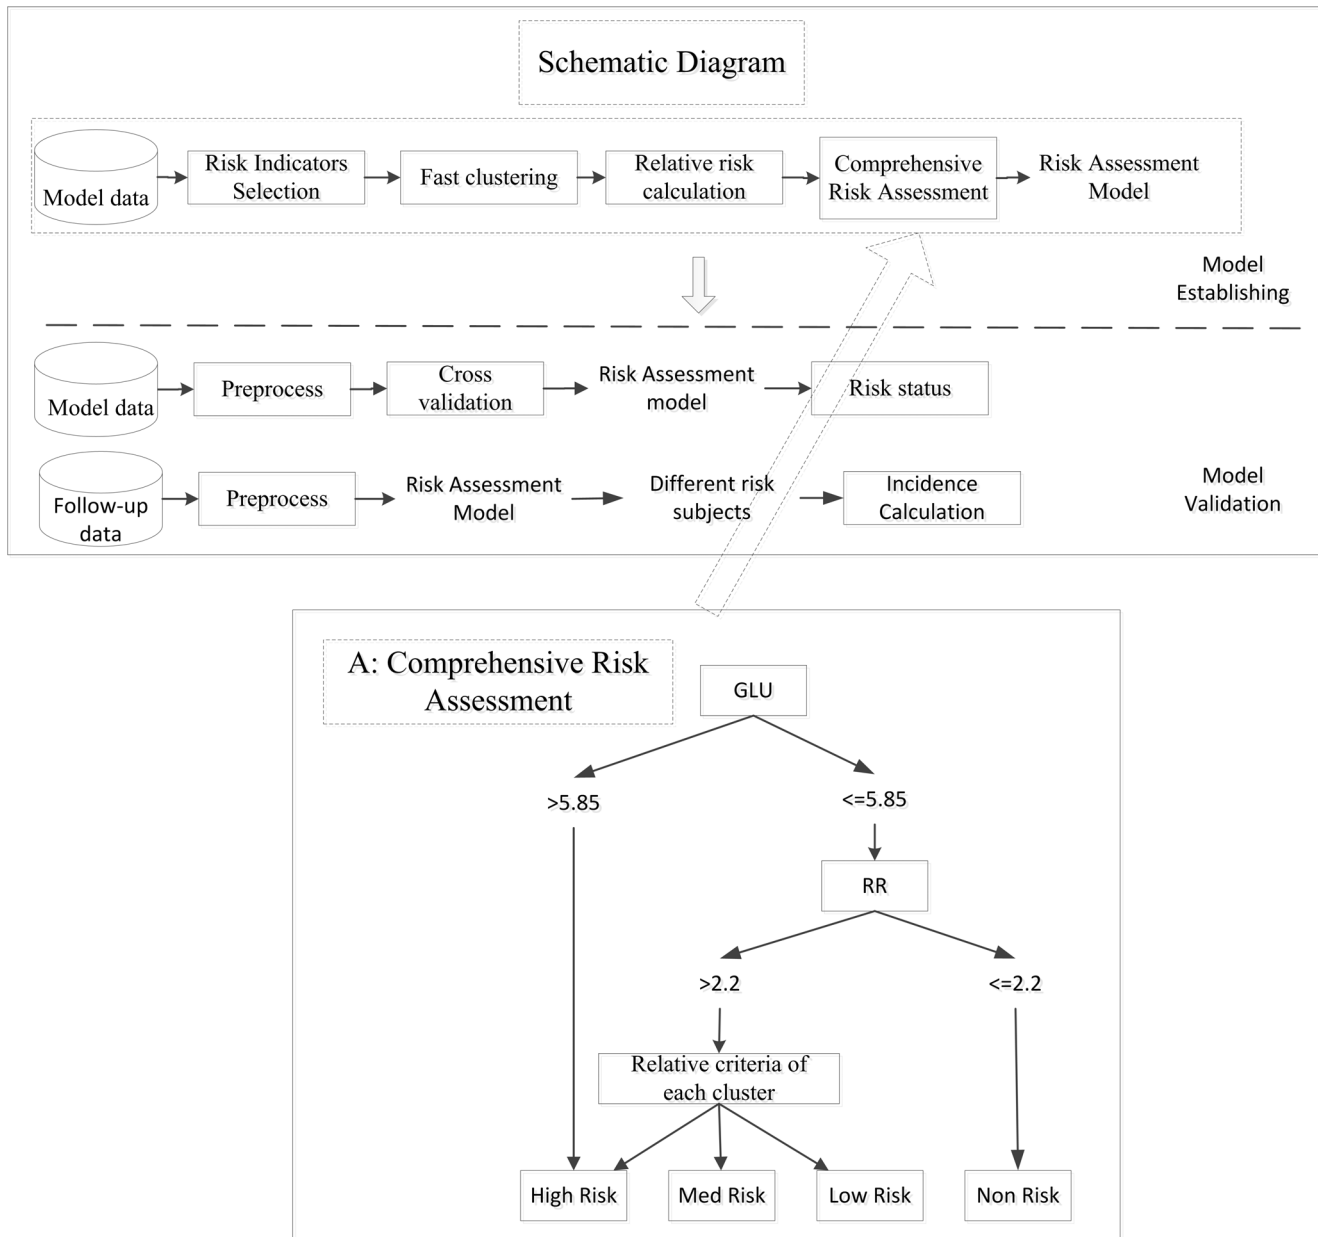 Schematic Diagram
Model data
Risk Indicators
Selection
Fast clustering
Relative risk
calculation
Comprehensive
Risk Assessment
Risk Assessment
Model
Model
Establishing
Model data
Preprocess
Cross
validation
Risk Assessment
model
Risk status
Follow-up
data
Preprocess
Risk Assessment
Model
Different risk
subjects
Incidence
Calculation
Model
Validation
A: Comprehensive Risk
Assessment
GLU
>5.85
<=5.85
RR
>2.2
<=2.2
Relative criteria of
each cluster
High Risk
Med Risk
Low Risk
Non Risk